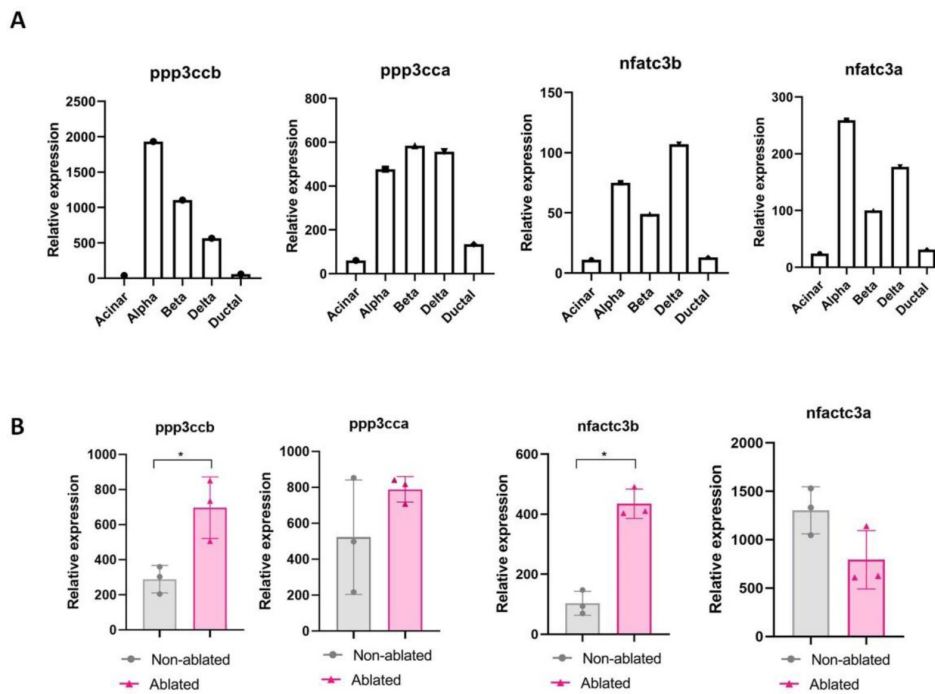 A
ppp3ccb
Relative expression
2500
2000
1500
1000
500
0
Acinar
Alpha
Beta
Delta
Ductal
ppp3cca
Relative expression
800
600
400
200
0
Acinar
Alpha
Beta
Delta
Ductal
nfatc3b
Relative expression
150
100
50
0
Acinar
Alpha
Beta
Delta
Ductal
nfatc3a
Relative expression
300
200
100
0
Acinar
Alpha
Beta
Delta
Ductal
B
ppp3ccb
Relative expression
1000
800
600
400
200
0
*
Non-ablated
Ablated
ppp3cca
Relative expression
1000
800
600
400
200
0
Non-ablated
Ablated
nfactc3b
Relative expression
600
400
200
0
*
Non-ablated
Ablated
nfactc3a
Relative expression
2000
1500
1000
500
0
Non-ablated
Ablated